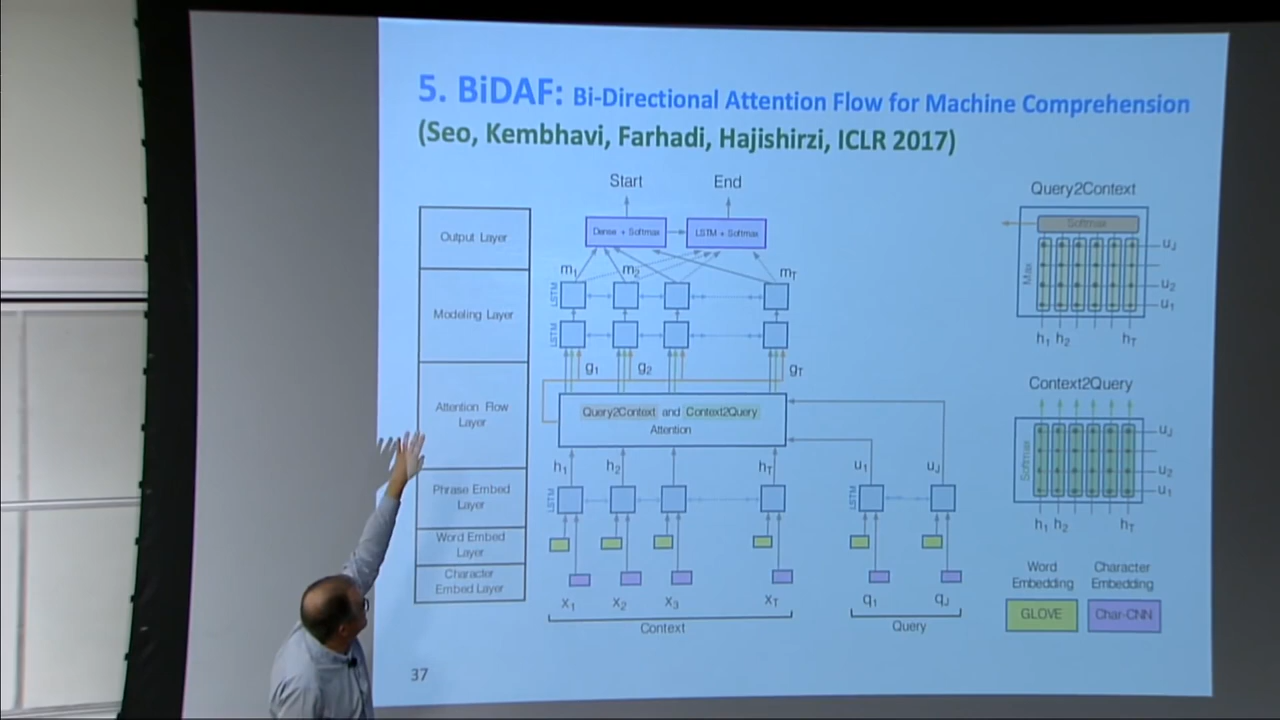 5. BiDAF: Bi-Directional Attention Flow for Machine Comprehension
(Seo, Kembhavi, Farhadi, Hajishirzi, ICLR 2017)
Start End
Output Layer
Dense + Softmax
LSTM + Softmax
m1 m2 mT
Modeling Layer
LSTM
LSTM
g1 g2 gT
Attention Flow
Layer
Query2Context and Context2Query
Attention
h1 h2 hT
u1 uJ
Phrase Embed
Layer
LSTM
LSTM
Word Embed
Layer
Character
Embed Layer
x1 x2 x3 xT
q1 qJ
Context
Query
Query2Context
Softmax
Max
uJ
u2
u1
h1 h2 hT
Context2Query
Softmax
uJ
u2
u1
h1 h2 hT
Word
Embedding
Character
Embedding
GLOVE
Char-CNN
37